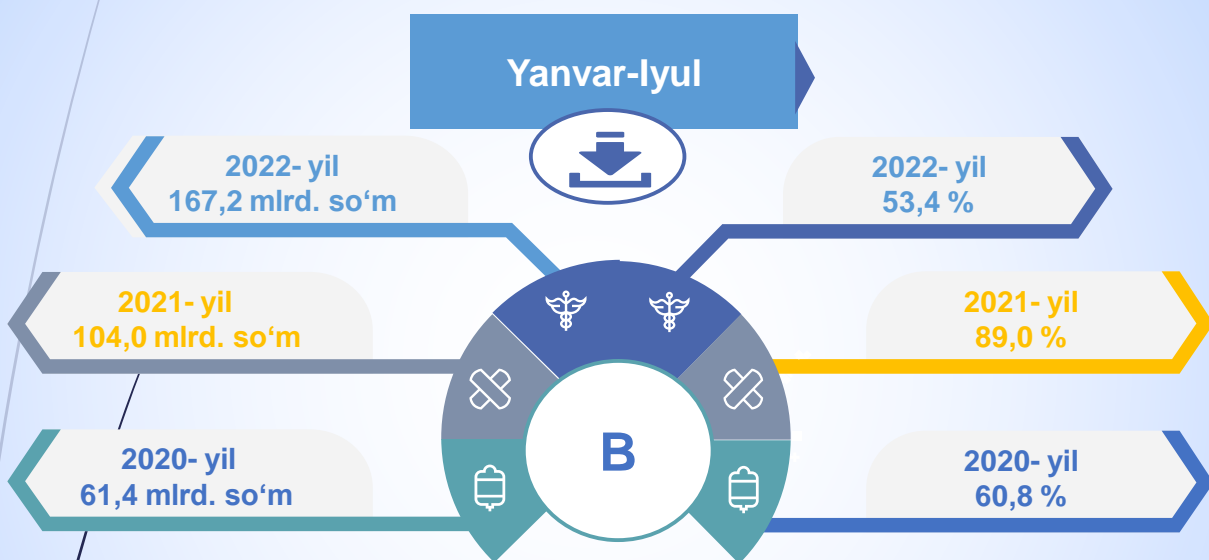 Yanvar-Iyul
2022- yil
167,2 mlrd. so‘m
2022- yil
53,4 %
2021- yil
104,0 mlrd. so‘m
2021- yil
89,0 %
B
2020- yil
61,4 mlrd. so‘m
2020- yil
60,8 %